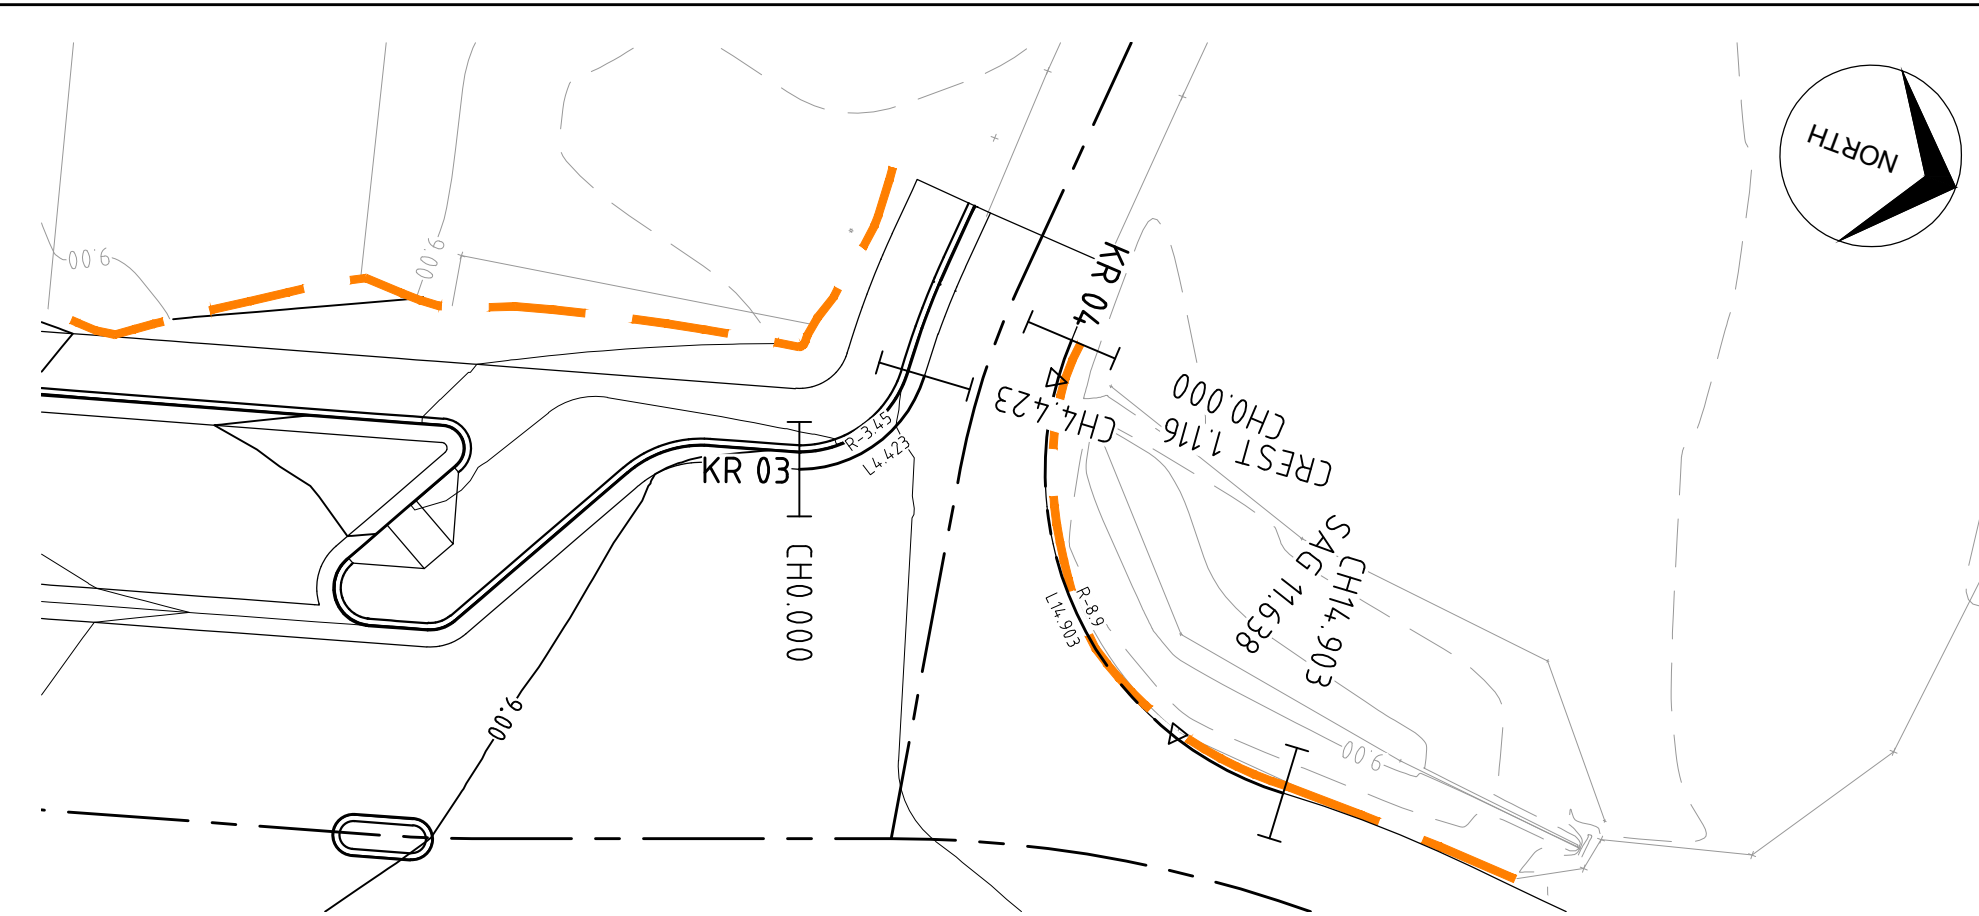 NORTH
9.00
9.00
KR 04
CH0.000
CREST 1.116
CH4.423
R-3.45
L4.423
KR 03
CH0.000
SAG 11.638
CH14.903
R-8.9
L14.903
9.00
9.00